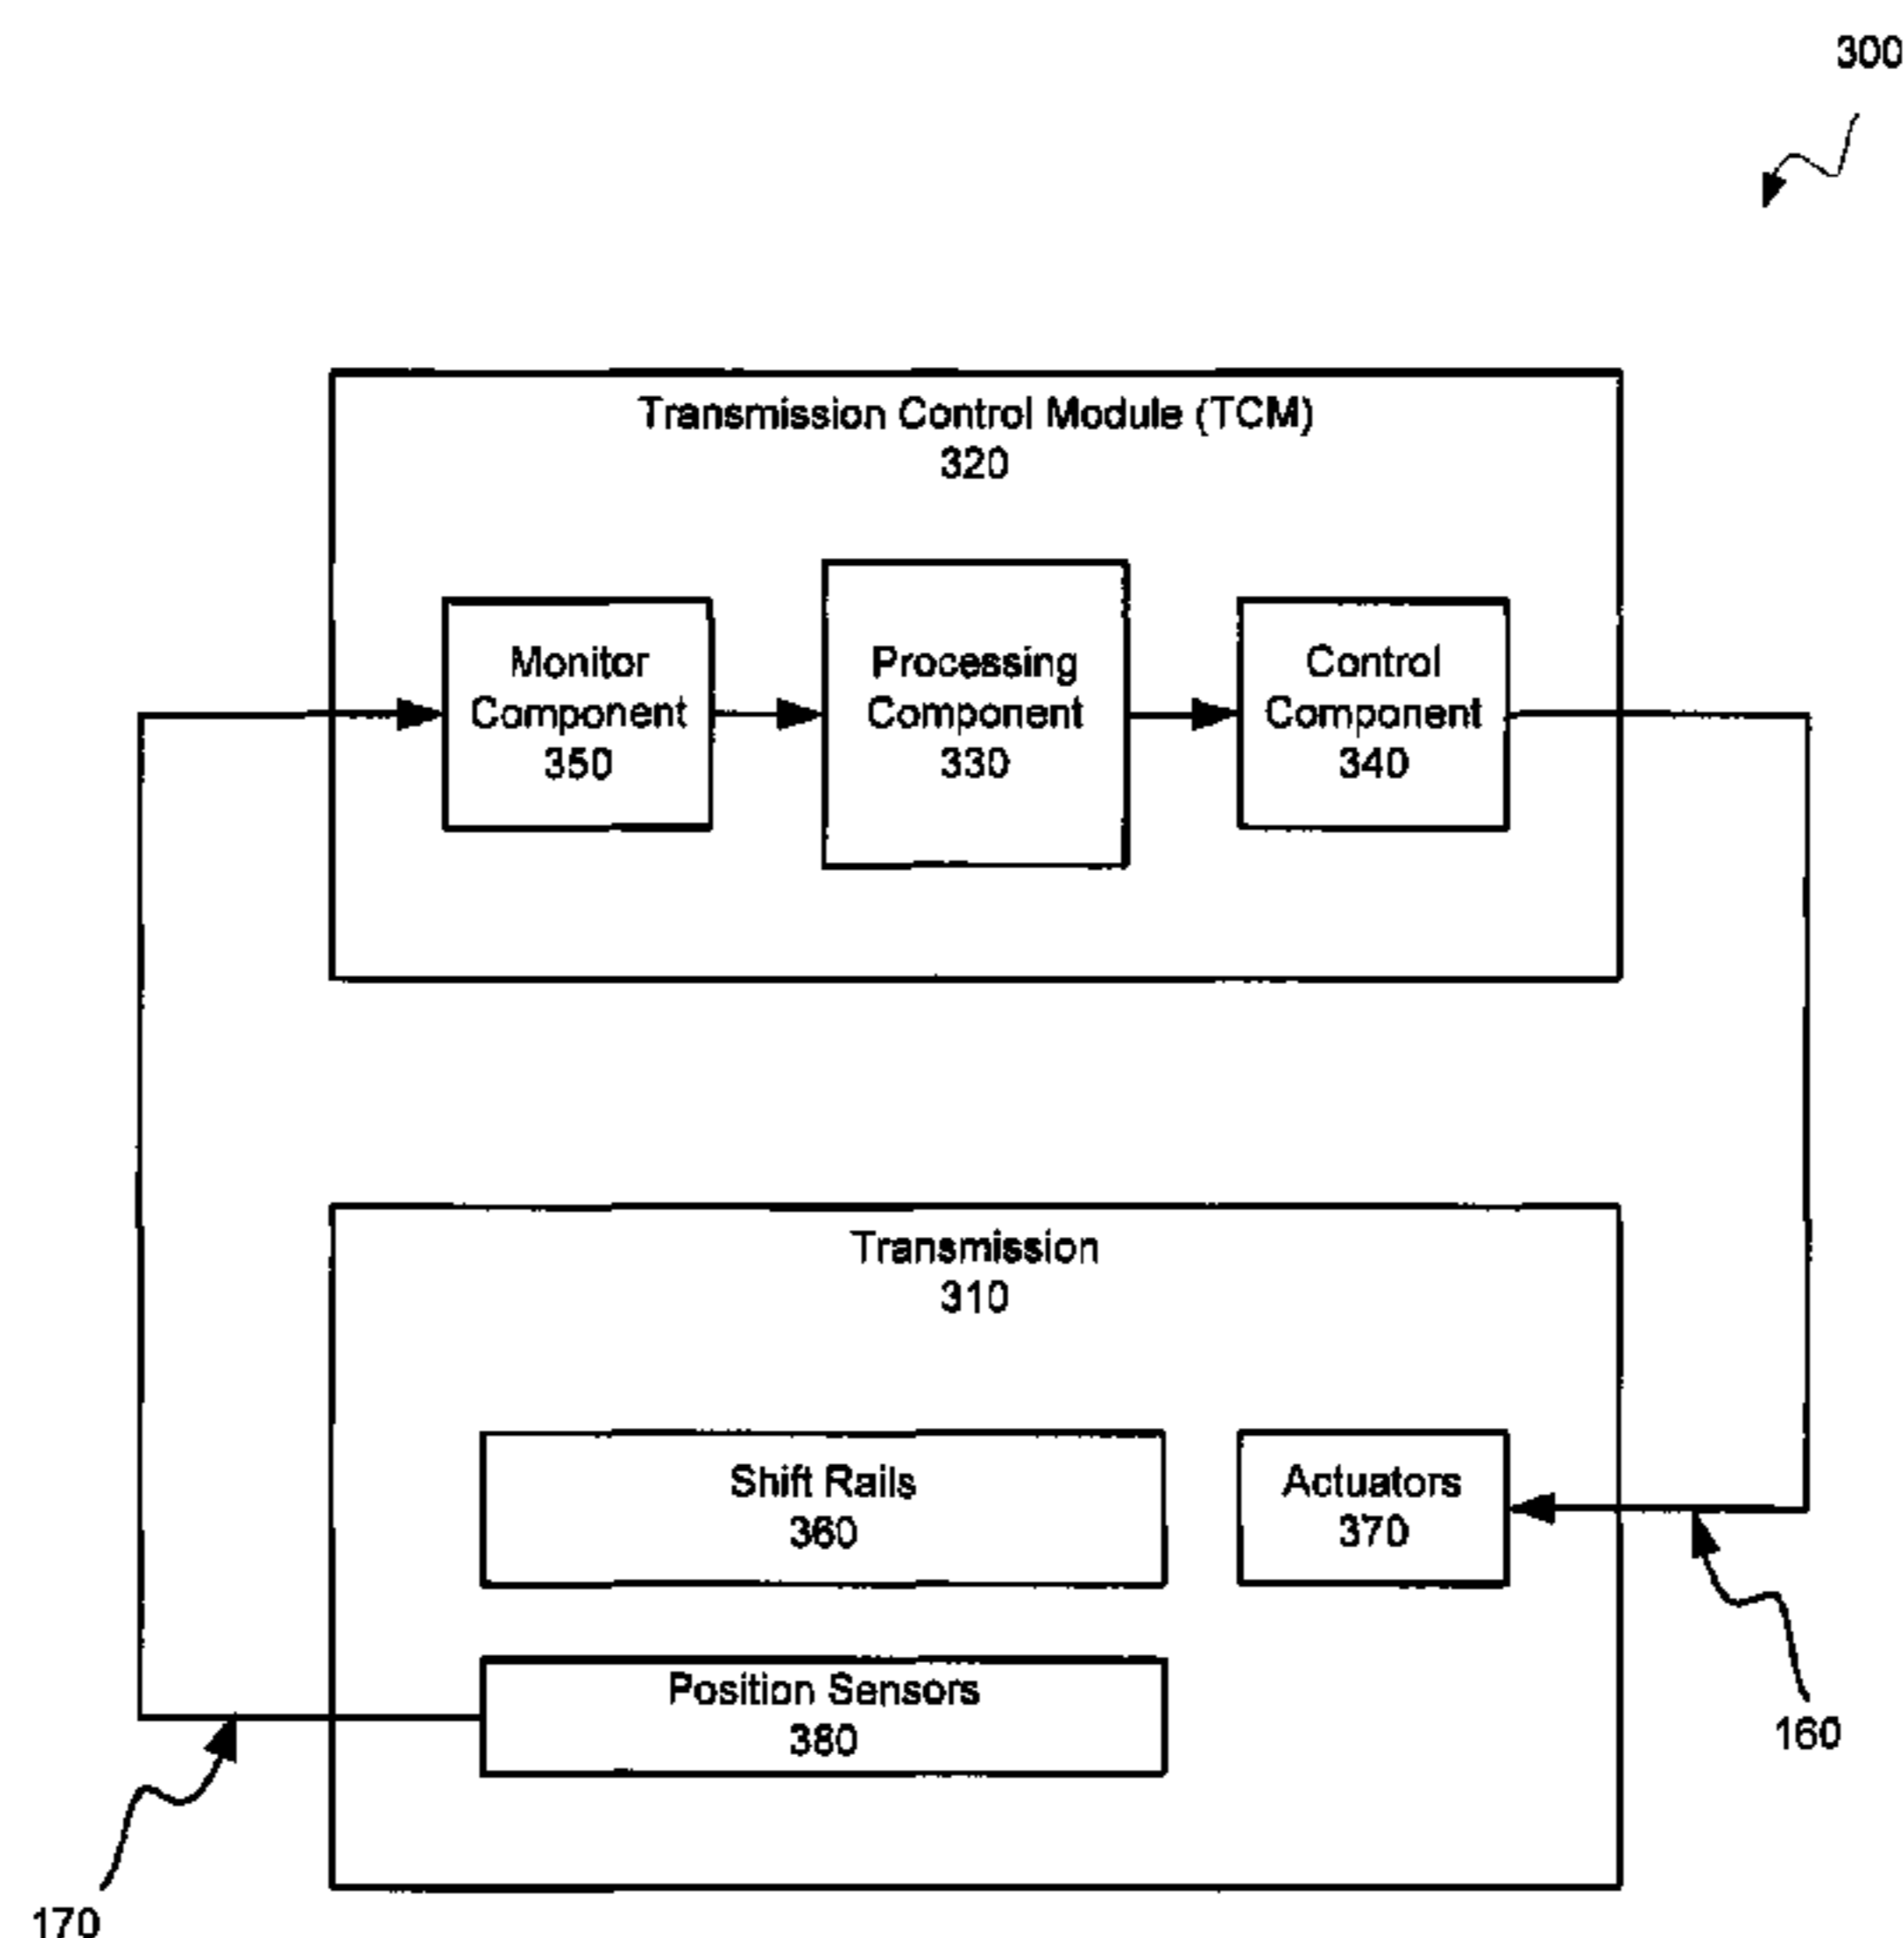 300
Transmission Control Module (TCM)
320
Monitor
Component
350
Processing
Component
330
Control
Component
340
Transmission
310
Shift Rails
360
Actuators
370
Position Sensors
380
160
170